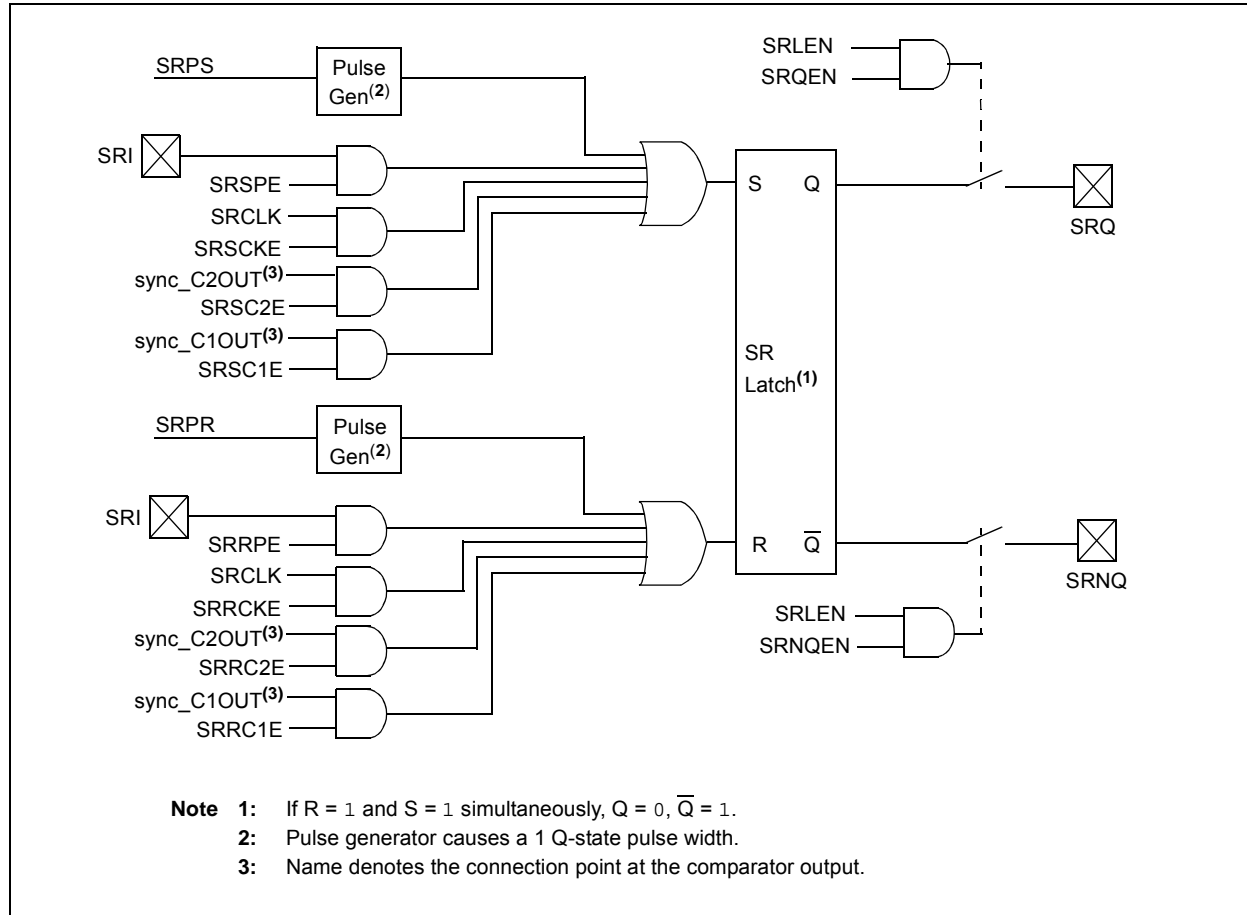 SRPS
Pulse
Gen(2)
SRI
SRSPE
SRCLK
SRSCKE
sync_C2OUT(3)
SRSC2E
sync_C1OUT(3)
SRSC1E
SRPR
Pulse
Gen(2)
SRI
SRRPE
SRCLK
SRRCKE
sync_C2OUT(3)
SRRC2E
sync_C1OUT(3)
SRRC1E
S Q
SR
Latch(1)
R Q̅
SRLEN
SRQEN
SRQ
SRLEN
SRNQEN
SRNQ
Note 1: If R = 1 and S = 1 simultaneously, Q = 0, Q̅ = 1.
2: Pulse generator causes a 1 Q-state pulse width.
3: Name denotes the connection point at the comparator output.